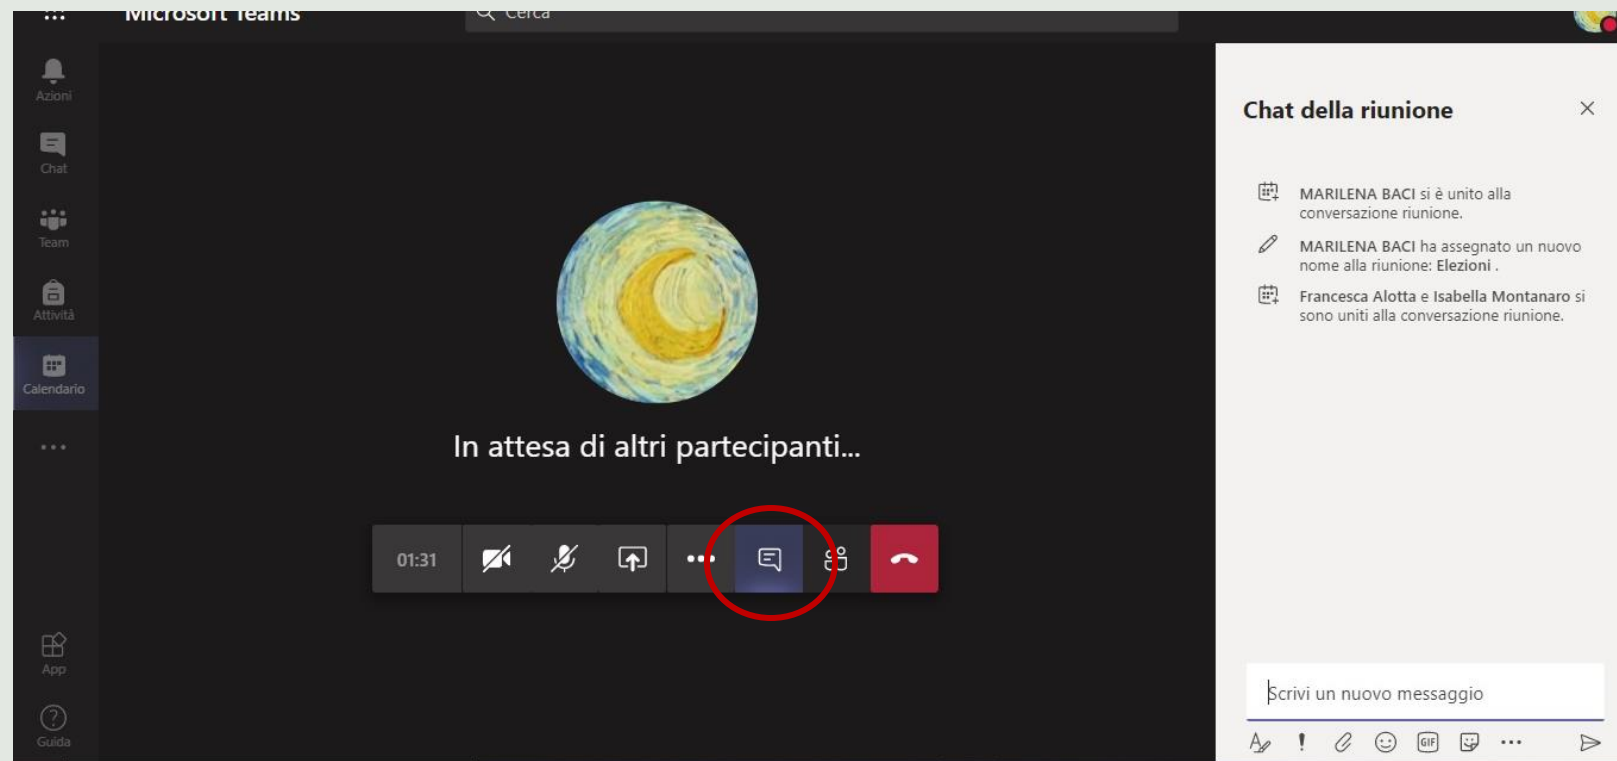 Microsoft Teams
Cerca
Azioni
Chat
Team
Attività
Calendario
App
Guida
In attesa di altri partecipanti...
01:31
Chat della riunione
MARILENA BACI si è unito alla
conversazione riunione.
MARILENA BACI ha assegnato un nuovo
nome alla riunione: Elezioni .
Francesca Alotta e Isabella Montanaro si
sono uniti alla conversazione riunione.
Scrivi un nuovo messaggio
GIF